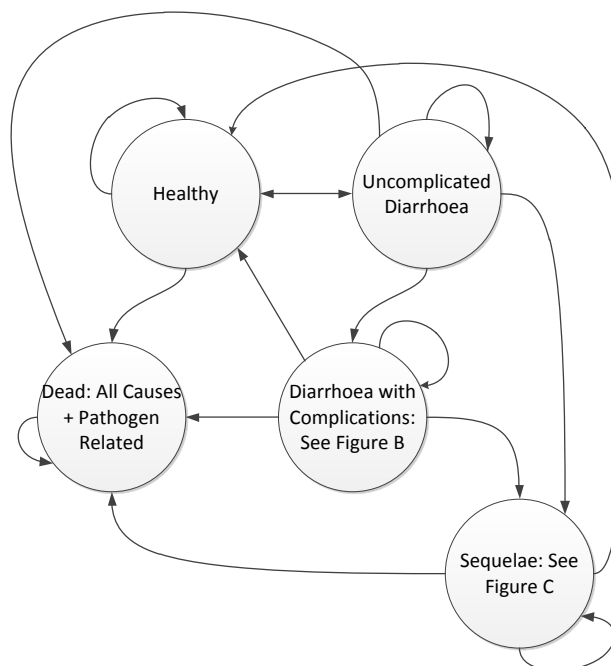 Healthy
Uncomplicated
Diarrhoea
Dead: All Causes
+ Pathogen
Related
Diarrhoea with
Complications:
See Figure B
Sequelae: See
Figure C